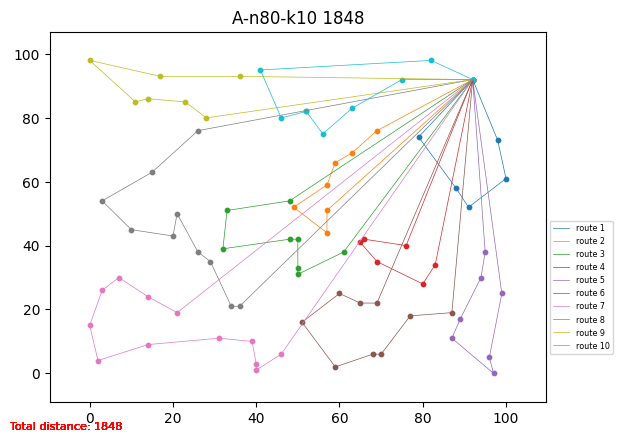 A-n80-k10 1848
100
80
60
40
20
0
0 20 40 60 80 100
route 1
route 2
route 3
route 4
route 5
route 6
route 7
route 8
route 9
route 10
Total distance: 1848